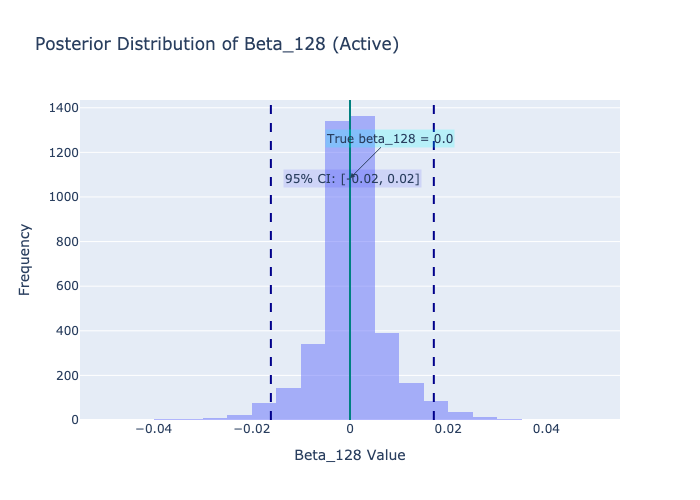 Posterior Distribution of Beta_128 (Active)
1400
1200
1000
800
600
400
200
0
Frequency
True beta_128 = 0.0
95% CI: [-0.02, 0.02]
−0.04
−0.02
0
0.02
0.04
Beta_128 Value